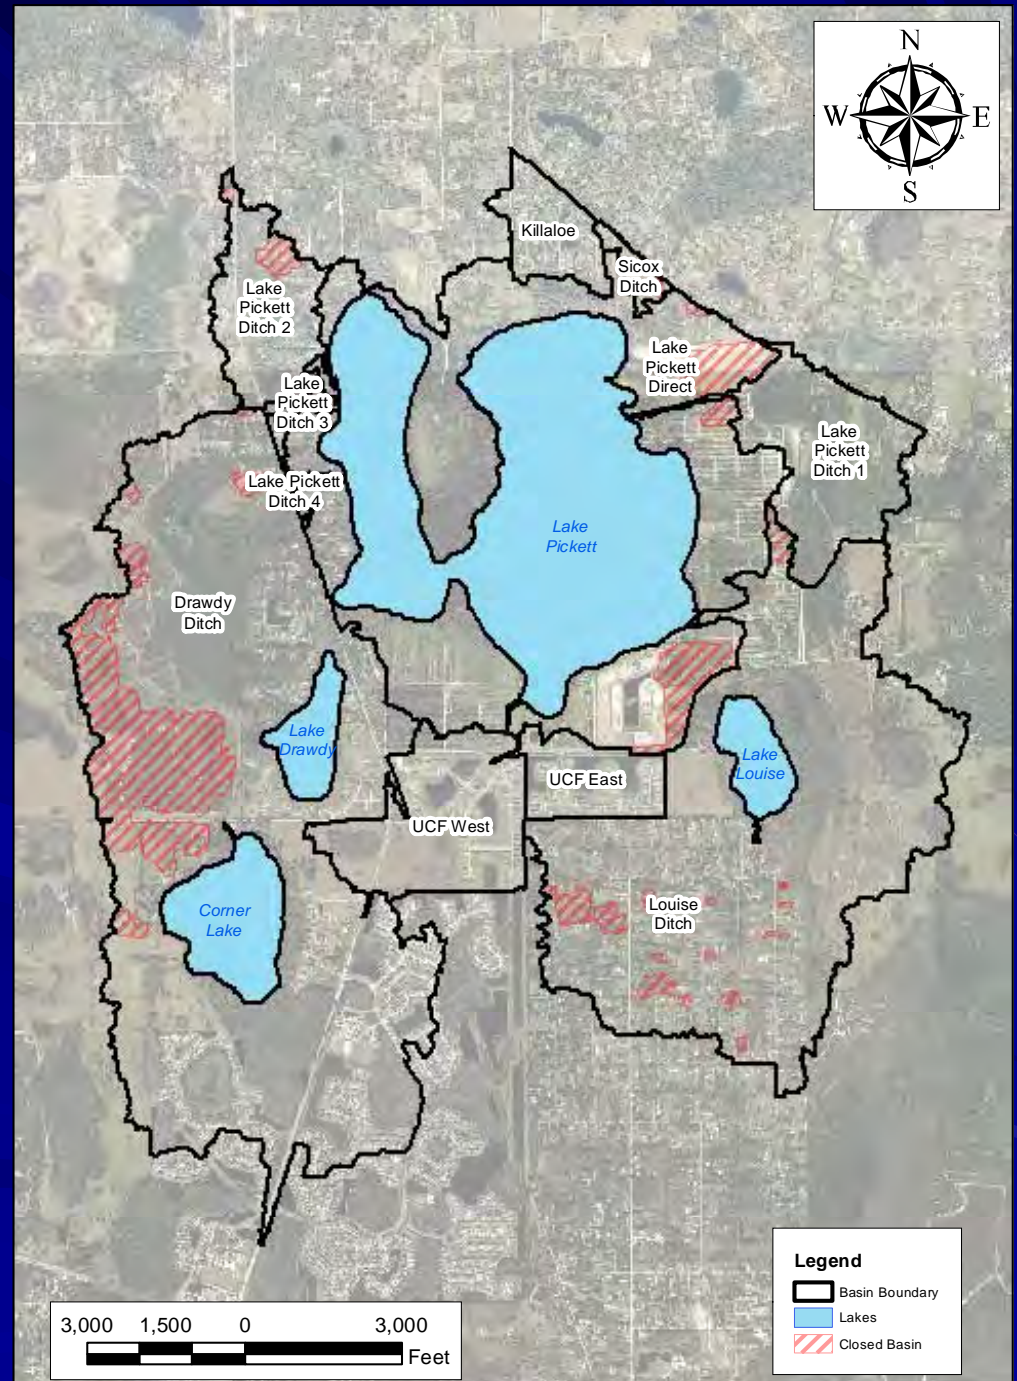 N
W
E
S
Killaloe
Sicox
Ditch
Lake
Pickett
Ditch 2
Lake
Pickett
Direct
Lake
Pickett
Ditch 3
Lake
Pickett
Ditch 1
Lake Pickett
Ditch 4
Lake
Pickett
Drawdy
Ditch
Lake
Drawdy
Lake
Louise
UCF East
UCF West
Corner
Lake
Louise
Ditch
Legend
Basin Boundary
Lakes
Closed Basin
3,000 1,500 0 3,000
Feet